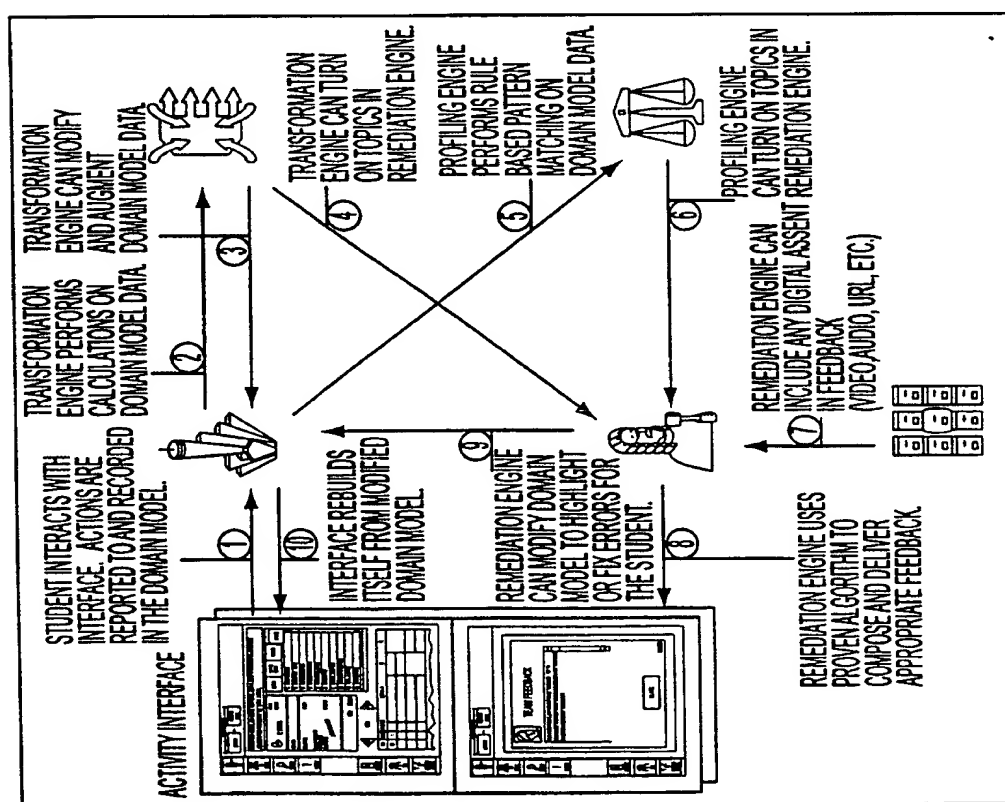 STUDENT INTERACTS WITH
INTERFACE. ACTIONS ARE
REPORTED TO AND RECORDED
IN THE DOMAIN MODEL.
ACTIVITY INTERFACE
1
10
INTERFACE REBUILDS
ITSELF FROM MODIFIED
DOMAIN MODEL.
TRANSFORMATION
ENGINE PERFORMS
CALCULATIONS ON
DOMAIN MODEL DATA.
2
TRANSFORMATION
ENGINE CAN MODIFY
AND AUGMENT
DOMAIN MODEL DATA.
3
TRANSFORMATION
ENGINE CAN TURN
ON TOPICS IN
REMEDIATION ENGINE.
4
PROFILING ENGINE
PERFORMS RULE
BASED PATTERN
MATCHING ON
DOMAIN MODEL DATA.
5
PROFILING ENGINE
CAN TURN ON TOPICS IN
REMEDIATION ENGINE.
6
REMEDIATION ENGINE CAN
INCLUDE ANY DIGITAL ASSENT
IN FEEDBACK
(VIDEO,AUDIO, URL, ETC.)
7
REMEDIATION ENGINE
CAN MODIFY DOMAIN
MODEL TO HIGHLIGHT
OR FIX ERRORS FOR
THE STUDENT.
9
8
REMEDIATION ENGINE USES
PROVEN ALGORITHM TO
COMPOSE AND DELIVER
APPROPRIATE FEEDBACK.
TEAM FEEDBACK